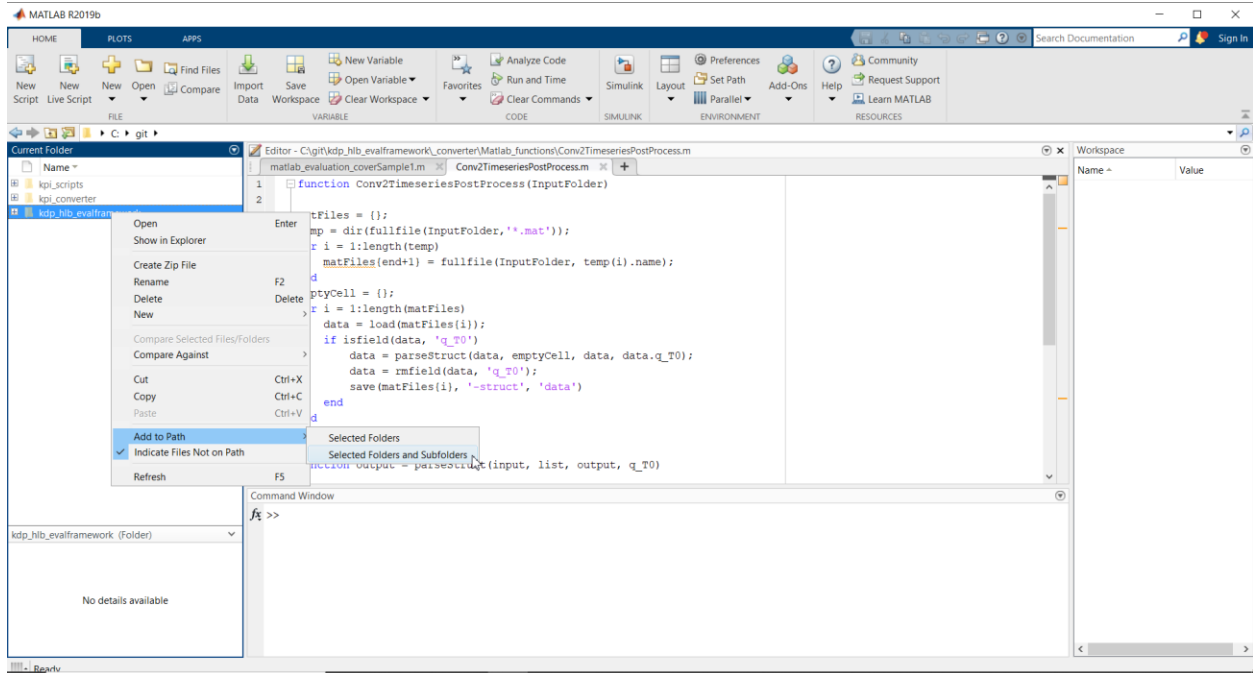 MATLAB R2019b
HOME PLOTS APPS
Search Documentation
Sign In
New Script
New Live Script
New
Open
Find Files
Compare
Import Data
Save Workspace
New Variable
Open Variable
Clear Workspace
Favorites
Analyze Code
Run and Time
Clear Commands
Simulink
Layout
Preferences
Set Path
Parallel
Add-Ons
Help
Community
Request Support
Learn MATLAB
FILE VARIABLE CODE SIMULINK ENVIRONMENT RESOURCES
C: git
Current Folder
Name
kpi_scripts
kpi_converter
kdp_hlb_evalframework
Open Enter
Show in Explorer
Create Zip File
Rename F2
Delete Delete
New
Compare Selected Files/Folders
Compare Against
Cut Ctrl+X
Copy Ctrl+C
Paste Ctrl+V
Add to Path
Indicate Files Not on Path
Refresh F5
Selected Folders
Selected Folders and Subfolders
Editor - C:\git\kdp_hlb_evalframework\_converter\Matlab_functions\Conv2TimeseriesPostProcess.m
matlab_evaluation_coverSample1.m Conv2TimeseriesPostProcess.m
1 function Conv2TimeseriesPostProcess(InputFolder)
2
tFiles = {};
mp = dir(fullfile(InputFolder,'*.mat'));
r i = 1:length(temp)
matFiles{end+1} = fullfile(InputFolder, temp(i).name);
d
ptyCell = {};
r i = 1:length(matFiles)
data = load(matFiles{i});
if isfield(data, 'q_T0')
data = parseStruct(data, emptyCell, data, data.q_T0);
data = rmfield(data, 'q_T0');
save(matFiles{i}, '-struct', 'data')
end
d
nction output = parseStruct(input, list, output, q_T0)
Command Window
fx >>
Workspace
Name Value
kdp_hlb_evalframework (Folder)
No details available
Ready